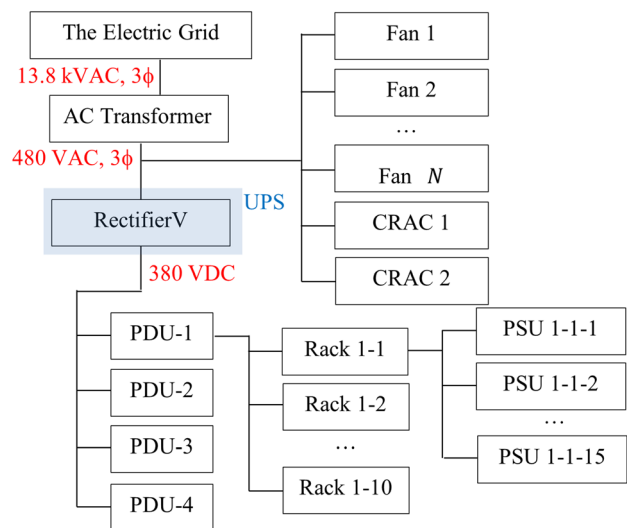 The Electric Grid
13.8 kVAC, 3ϕ
AC Transformer
480 VAC, 3ϕ
RectifierV
UPS
380 VDC
Fan 1
Fan 2
…
Fan N
CRAC 1
CRAC 2
PDU-1
PDU-2
PDU-3
PDU-4
Rack 1-1
Rack 1-2
…
Rack 1-10
PSU 1-1-1
PSU 1-1-2
…
PSU 1-1-15